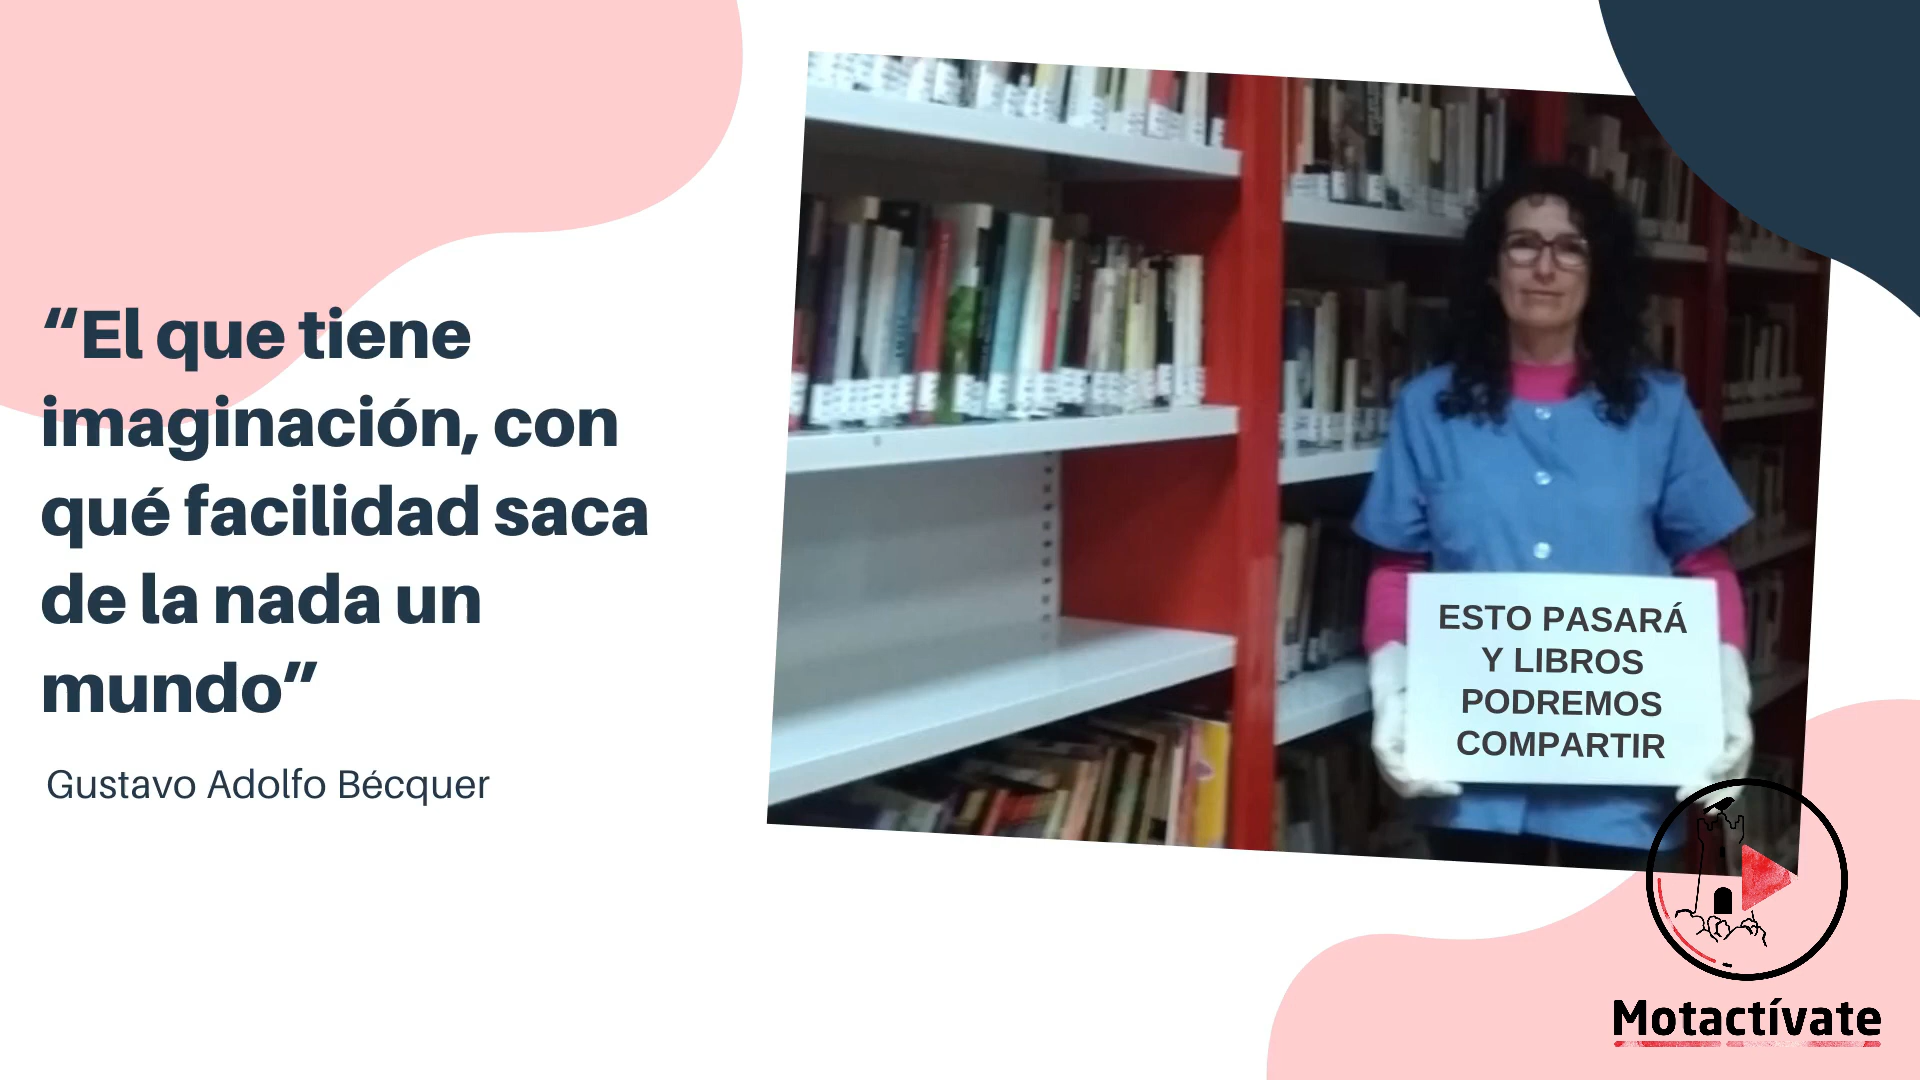 “El que tiene
imaginación, con
qué facilidad saca
de la nada un
mundo”
Gustavo Adolfo Bécquer
ESTO PASARÁ
Y LIBROS
PODREMOS
COMPARTIR
Motactívate